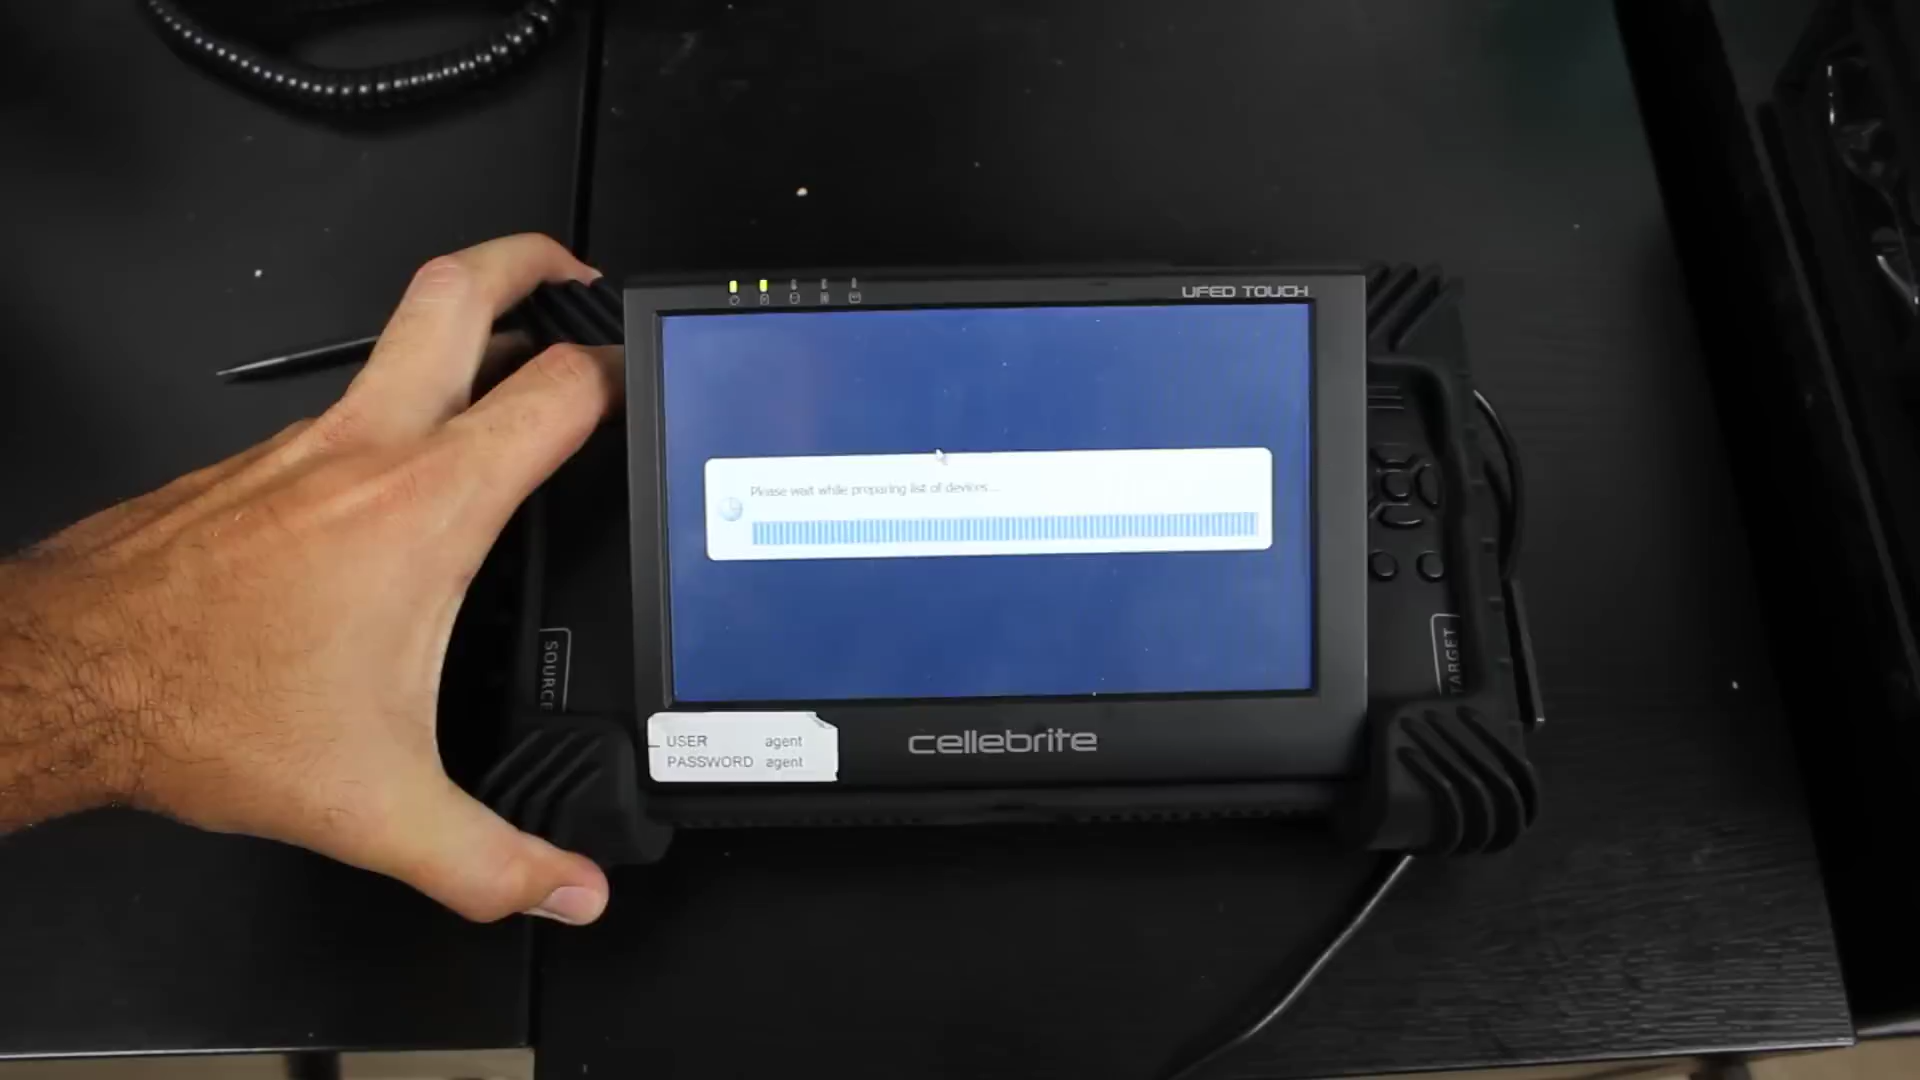 UFED TOUCH
Please wait while preparing list of devices...
SOURCE
TARGET
USER agent
PASSWORD agent
cellebrite